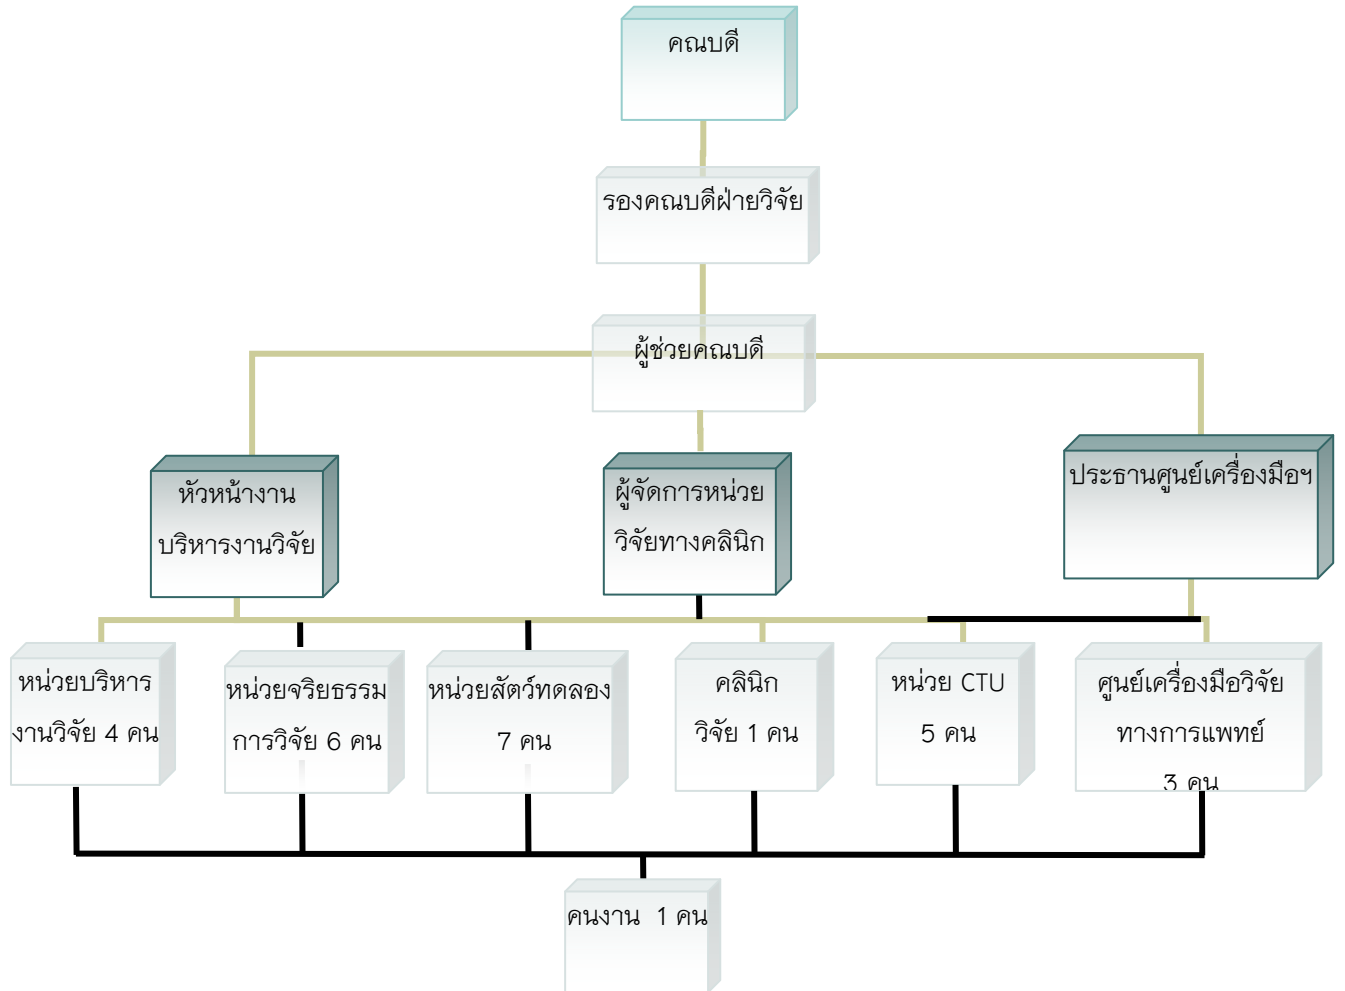 คณบดี
รองคณบดีฝ่ายวิจัย
ผู้ช่วยคณบดี
หัวหน้างาน
บริหารงานวิจัย
ผู้จัดการหน่วย
วิจัยทางคลินิก
ประธานศูนย์เครื่องมือฯ
หน่วยบริหาร
งานวิจัย 4 คน
หน่วยจริยธรรม
การวิจัย 6 คน
หน่วยสัตว์ทดลอง
7 คน
คลินิก
วิจัย 1 คน
หน่วย CTU
5 คน
ศูนย์เครื่องมือวิจัย
ทางการแพทย์
3 คน
คนงาน 1 คน